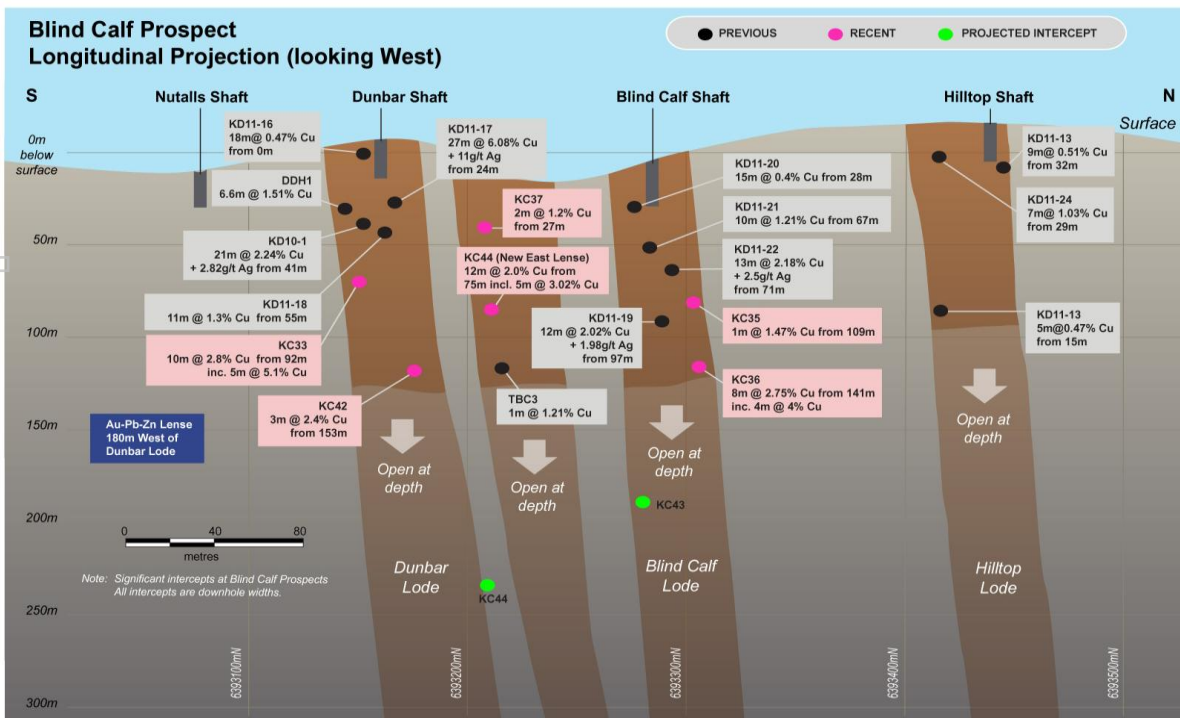 Blind Calf Prospect
Longitudinal Projection (looking West)
PREVIOUS
RECENT
PROJECTED INTERCEPT
S
Nutalls Shaft
Dunbar Shaft
Blind Calf Shaft
Hilltop Shaft
N
Surface
0m
below
surface
50m
100m
150m
200m
250m
300m
KD11-16
18m@ 0.47% Cu
from 0m
DDH1
6.6m @ 1.51% Cu
KD10-1
21m @ 2.24% Cu
+ 2.82g/t Ag from 41m
KD11-18
11m @ 1.3% Cu from 55m
KC33
10m @ 2.8% Cu from 92m
inc. 5m @ 5.1% Cu
KC42
3m @ 2.4% Cu
from 153m
KD11-17
27m @ 6.08% Cu
+ 11g/t Ag
from 24m
KC37
2m @ 1.2% Cu
from 27m
KC44 (New East Lense)
12m @ 2.0% Cu from
75m incl. 5m @ 3.02% Cu
TBC3
1m @ 1.21% Cu
KD11-19
12m @ 2.02% Cu
+ 1.98g/t Ag
from 97m
KD11-20
15m @ 0.4% Cu from 28m
KD11-21
10m @ 1.21% Cu from 67m
KD11-22
13m @ 2.18% Cu
+ 2.5g/t Ag
from 71m
KC35
1m @ 1.47% Cu from 109m
KC36
8m @ 2.75% Cu from 141m
inc. 4m @ 4% Cu
KD11-13
9m @ 0.51% Cu
from 32m
KD11-24
7m @ 1.03% Cu
from 29m
KD11-13
5m@0.47% Cu
from 15m
Au-Pb-Zn Lense
180m West of
Dunbar Lode
Open at
depth
Open at
depth
Open at
depth
Open at
depth
KC43
KC44
Dunbar
Lode
Blind Calf
Lode
Hilltop
Lode
0 40 80
metres
Note: Significant intercepts at Blind Calf Prospects
All intercepts are downhole widths.
6393100mN
6393200mN
6393300mN
6393400mN
6393500mN